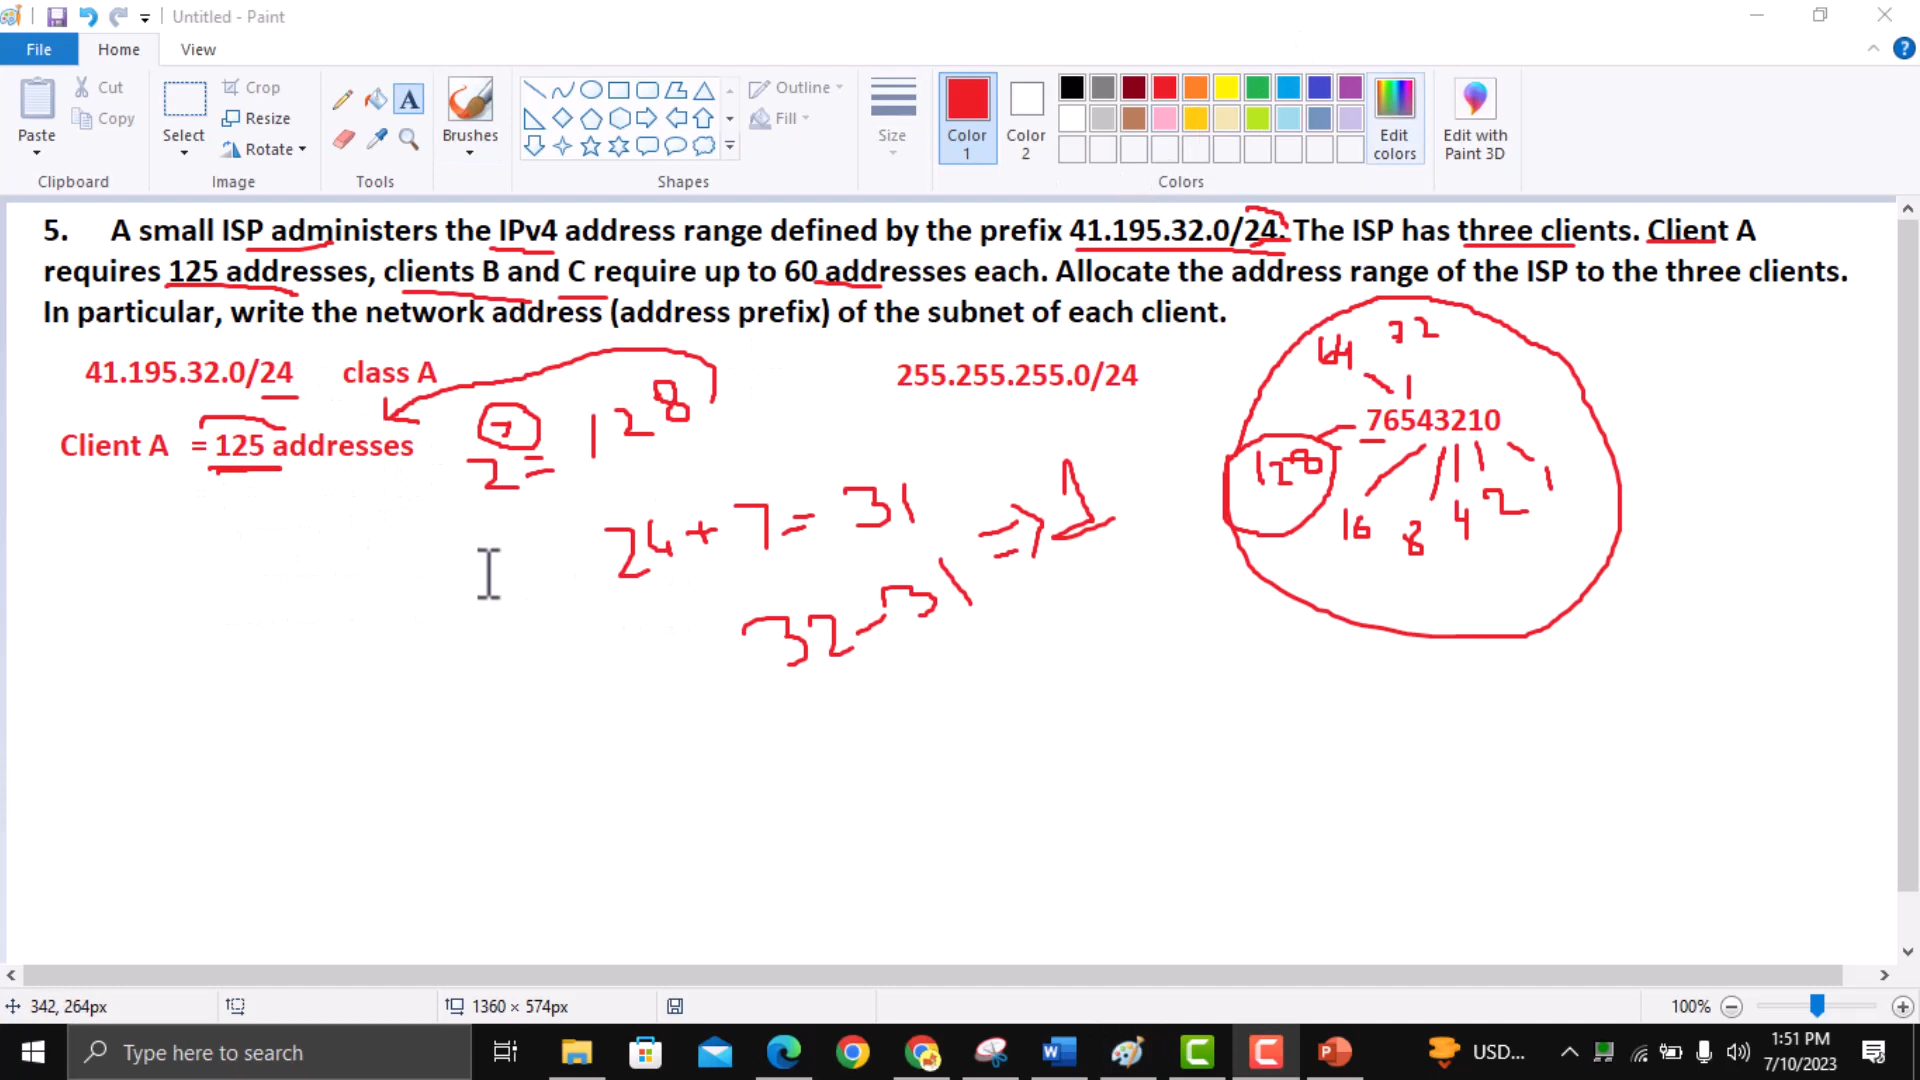 Untitled - Paint
File Home View
Paste
Cut
Copy
Clipboard
Select
Crop
Resize
Rotate
Image
A
Tools
Brushes
Shapes
Outline
Fill
Size
Color 1
Color 2
Edit colors
Colors
Edit with Paint 3D
5. A small ISP administers the IPv4 address range defined by the prefix 41.195.32.0/24. The ISP has three clients. Client A
requires 125 addresses, clients B and C require up to 60 addresses each. Allocate the address range of the ISP to the three clients.
In particular, write the network address (address prefix) of the subnet of each client.
41.195.32.0/24 class A
255.255.255.0/24
64 32
76543210
128
16 8 4 2 1
Client A = 125 addresses
2 7 = 128
24 + 7 = 31 => 1
32 - 31
342, 264px
1360 × 574px
100%
Type here to search
USD...
1:51 PM
7/10/2023